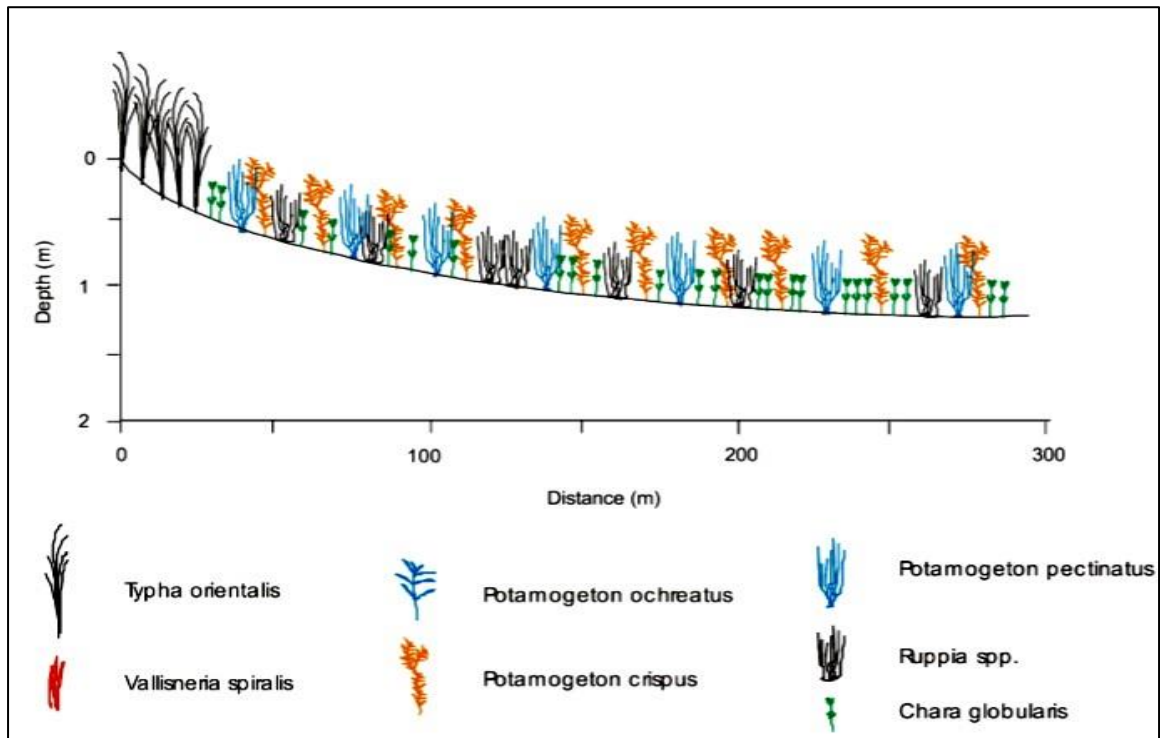 0
1
2
Depth (m)
0
100
200
300
Distance (m)
Typha orientalis
Potamogeton ochreatus
Potamogeton pectinatus
Vallisneria spiralis
Potamogeton crispus
Ruppia spp.
Chara globularis